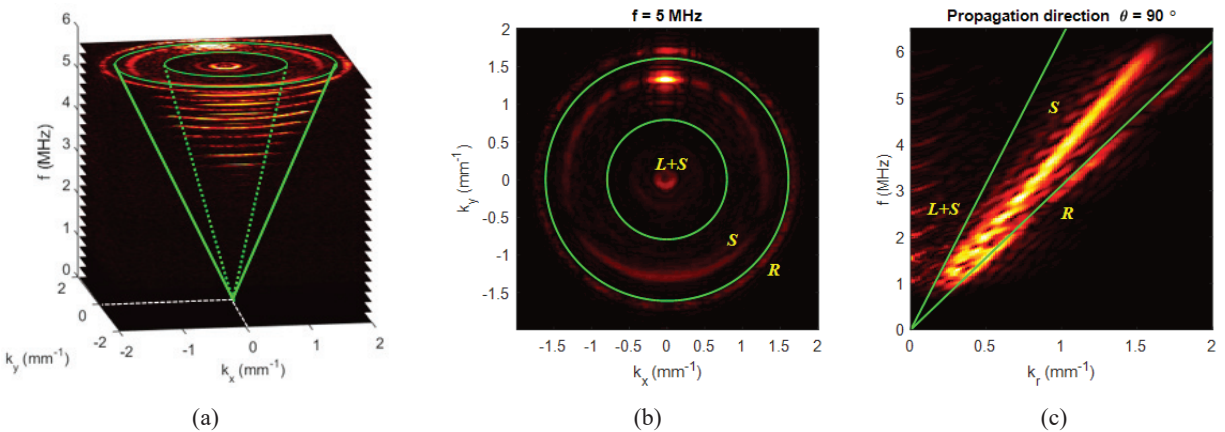 6
5
4
3
2
1
0
f (MHz)
2
0
-2
k_y (mm⁻¹)
-2
-1
0
1
2
k_x (mm⁻¹)
(a)
f = 5 MHz
2
1.5
1
0.5
0
-0.5
-1
-1.5
k_y (mm⁻¹)
L+S
S
R
-1.5 -1 -0.5 0 0.5 1 1.5 2
k_x (mm⁻¹)
(b)
Propagation direction θ = 90 °
6
5
4
3
2
1
0
f (MHz)
S
L+S
R
0 0.5 1 1.5 2
k_r (mm⁻¹)
(c)